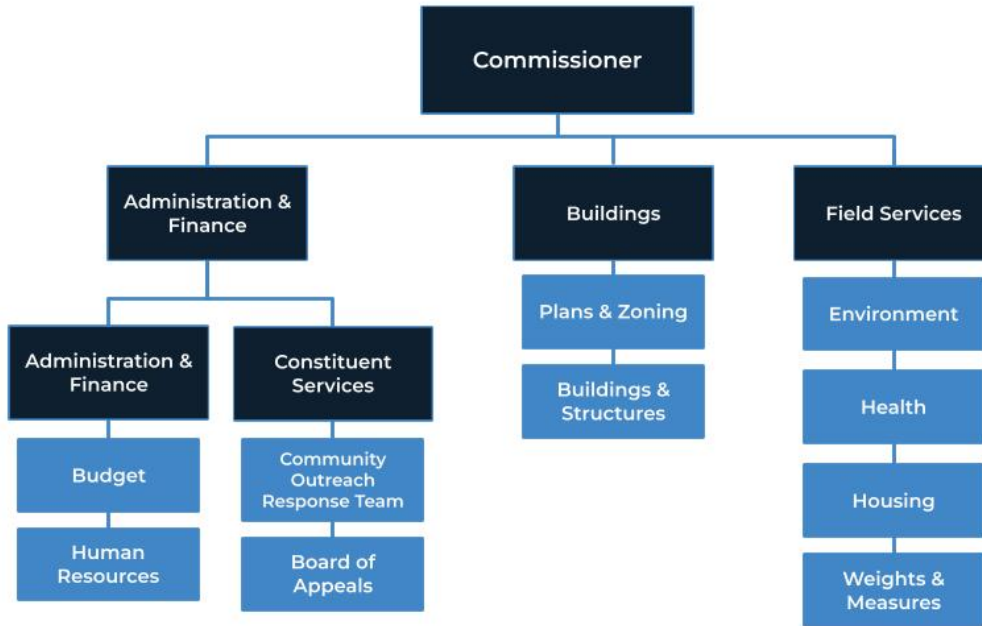 Commissioner
Administration &
Finance
Buildings
Field Services
Plans & Zoning
Environment
Administration &
Finance
Constituent
Services
Buildings &
Structures
Health
Budget
Community
Outreach
Response Team
Housing
Human
Resources
Board of
Appeals
Weights &
Measures